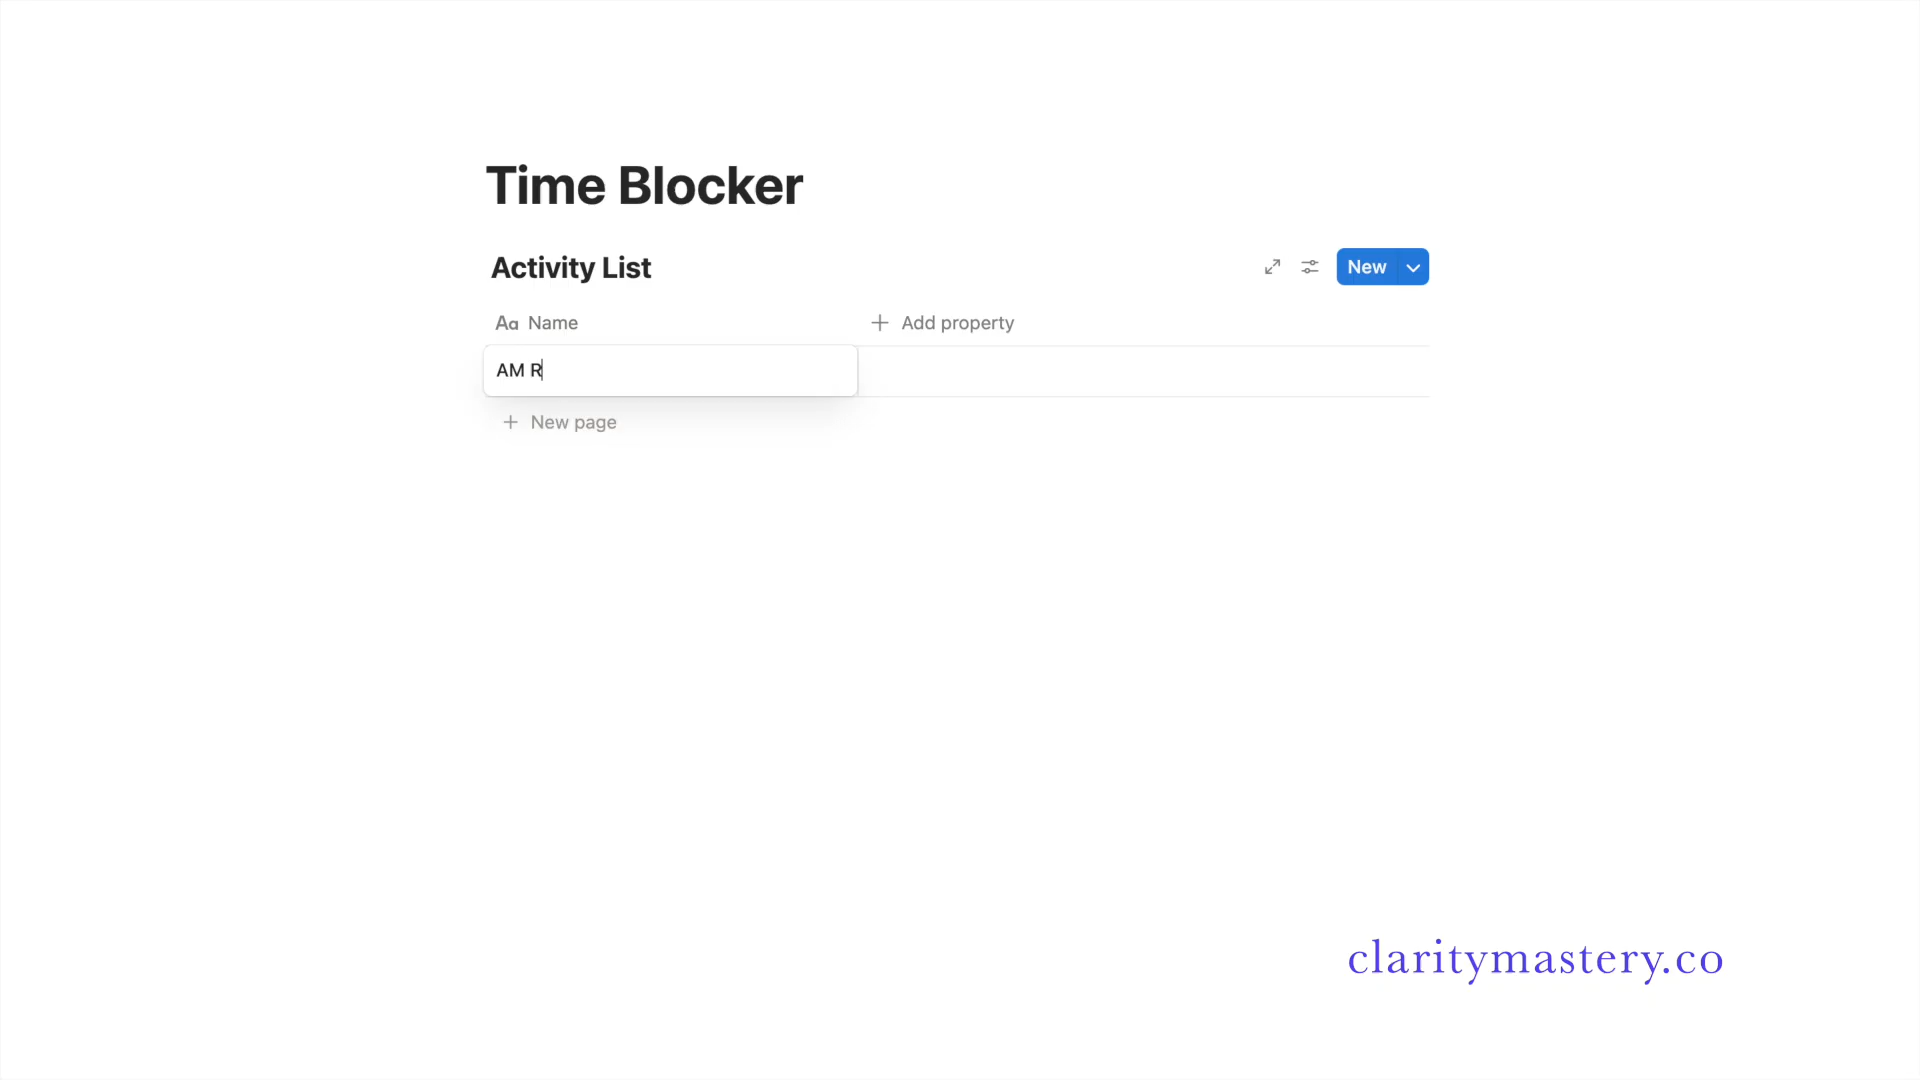 Time Blocker
Activity List
New
Aa Name
Add property
AM R
New page
claritymastery.co